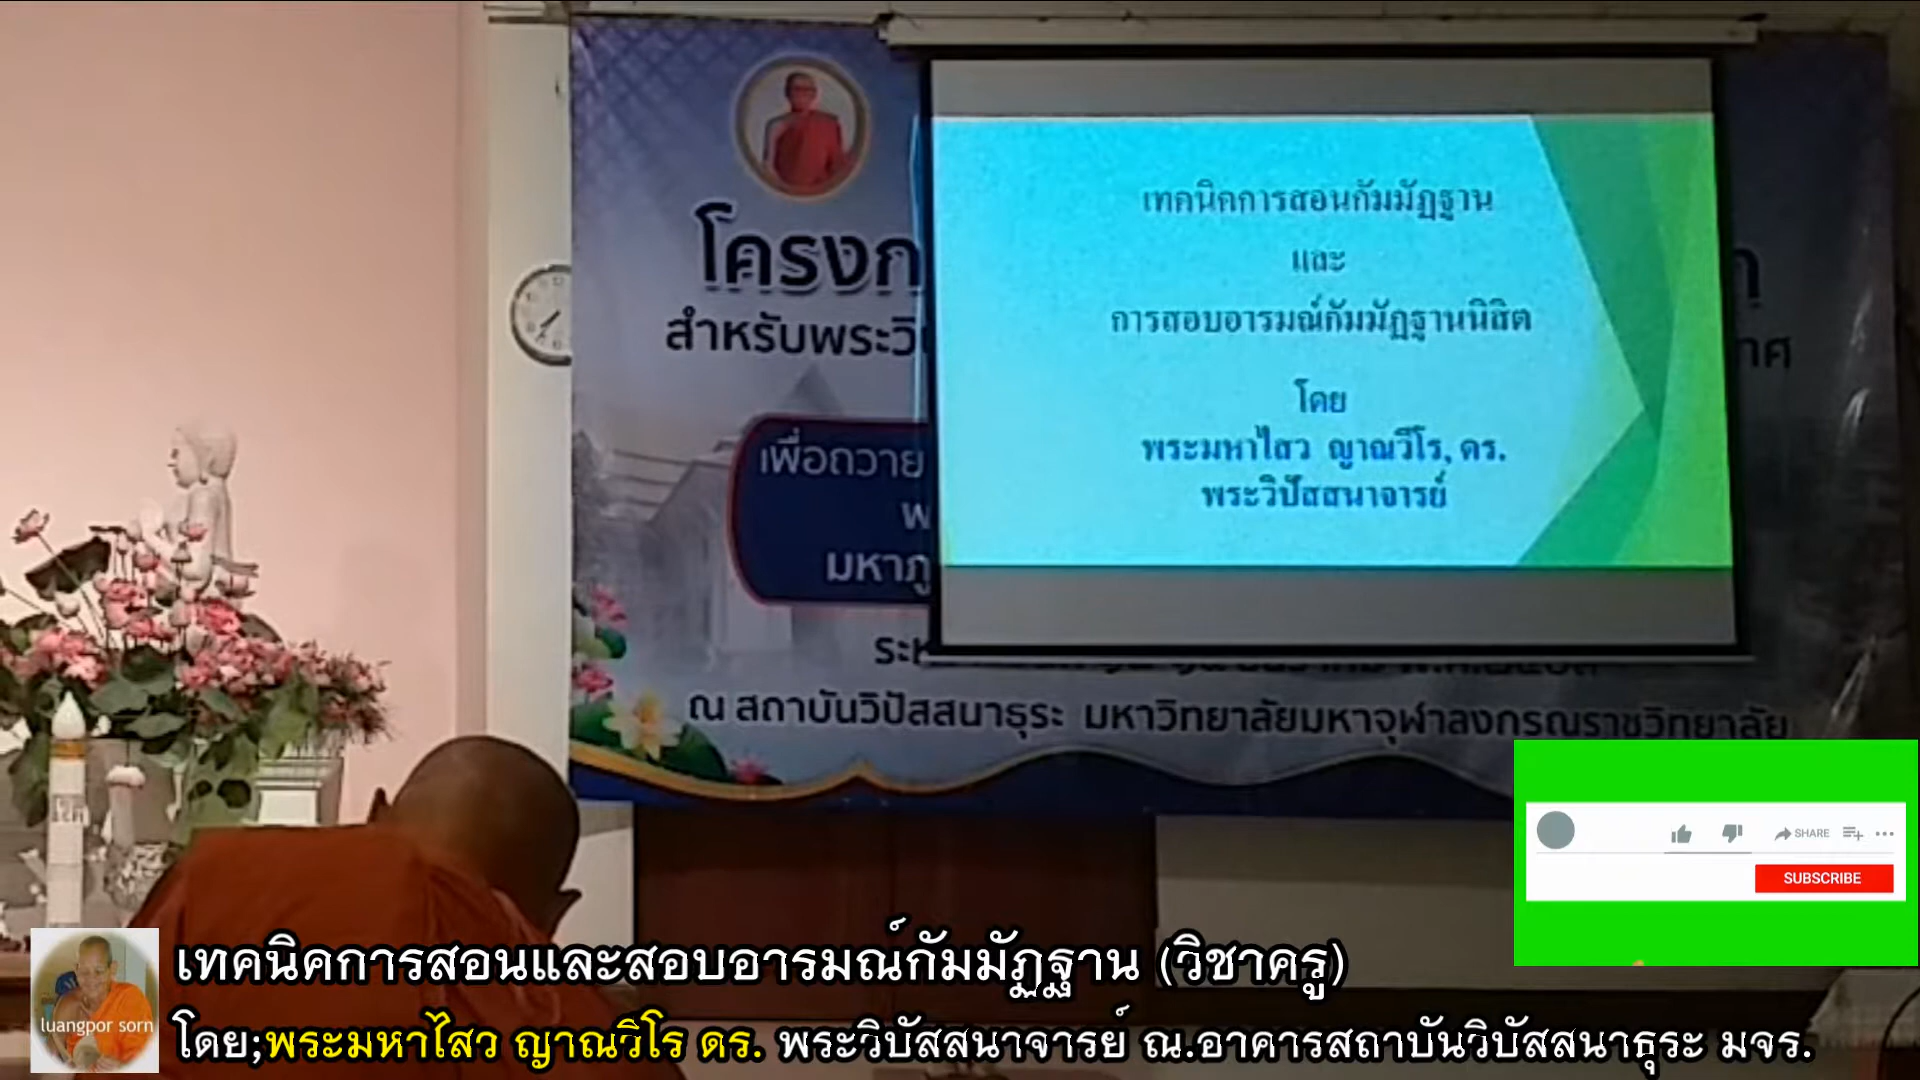 เทคนิคการสอนกัมมัฏฐาน
และ
การสอบอารมณ์กัมมัฏฐานนิสิต
โดย
พระมหาไสว ญาณวีโร, ดร.
พระวิปัสสนาจารย์
โครงก
สำหรับพระวิ
าศ
เพื่อถวาย
พ
มหาภู
ระห
ณ สถาบันวิปัสสนาธุระ มหาวิทยาลัยมหาจุฬาลงกรณราชวิทยาลัย
SHARE
SUBSCRIBE
luangpor sorn
เทคนิคการสอนและสอบอารมณ์กัมมัฏฐาน (วิชาครู)
โดย;พระมหาไสว ญาณวิโร ดร. พระวิบัสสนาจารย์ ณ.อาคารสถาบันวิบัสสนาธุระ มจร.